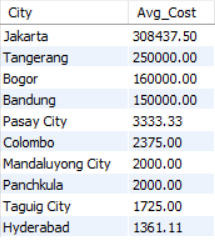 City Avg_Cost
Jakarta 308437.50
Tangerang 250000.00
Bogor 160000.00
Bandung 150000.00
Pasay City 3333.33
Colombo 2375.00
Mandaluyong City 2000.00
Panchkula 2000.00
Taguig City 1725.00
Hyderabad 1361.11